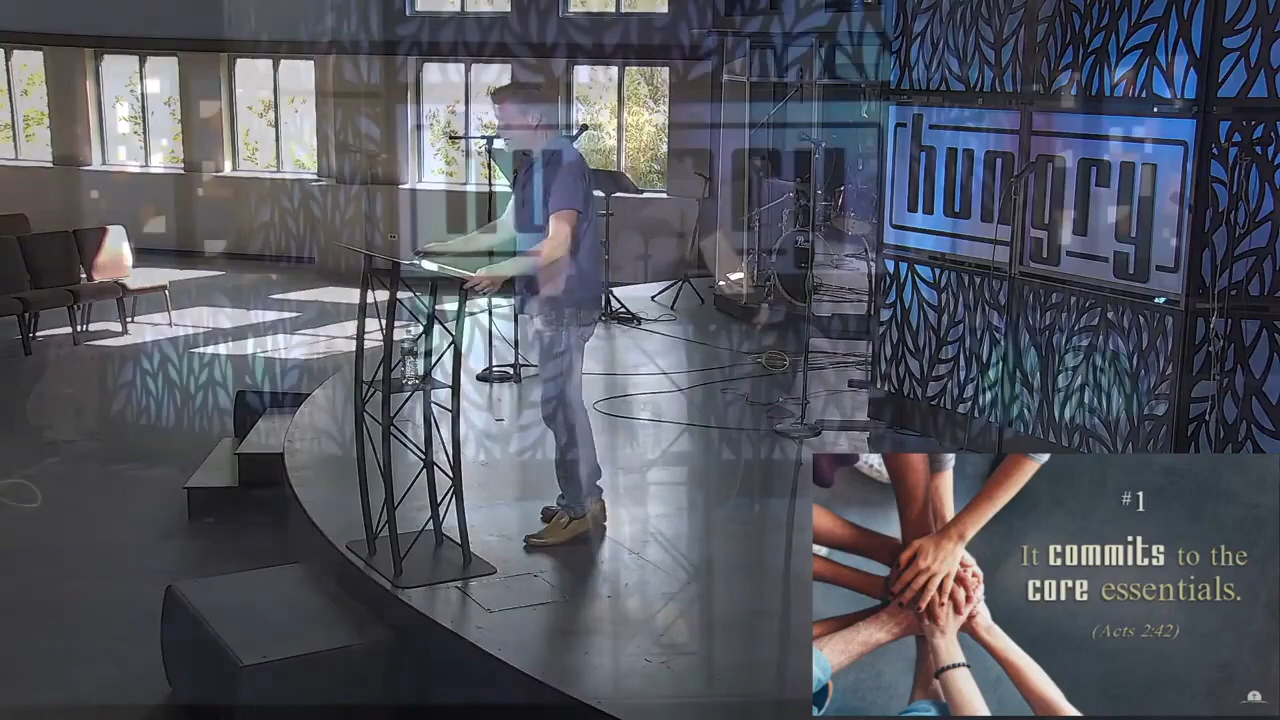 hungry
#1
It commits to the
core essentials.
(Acts 2:42)